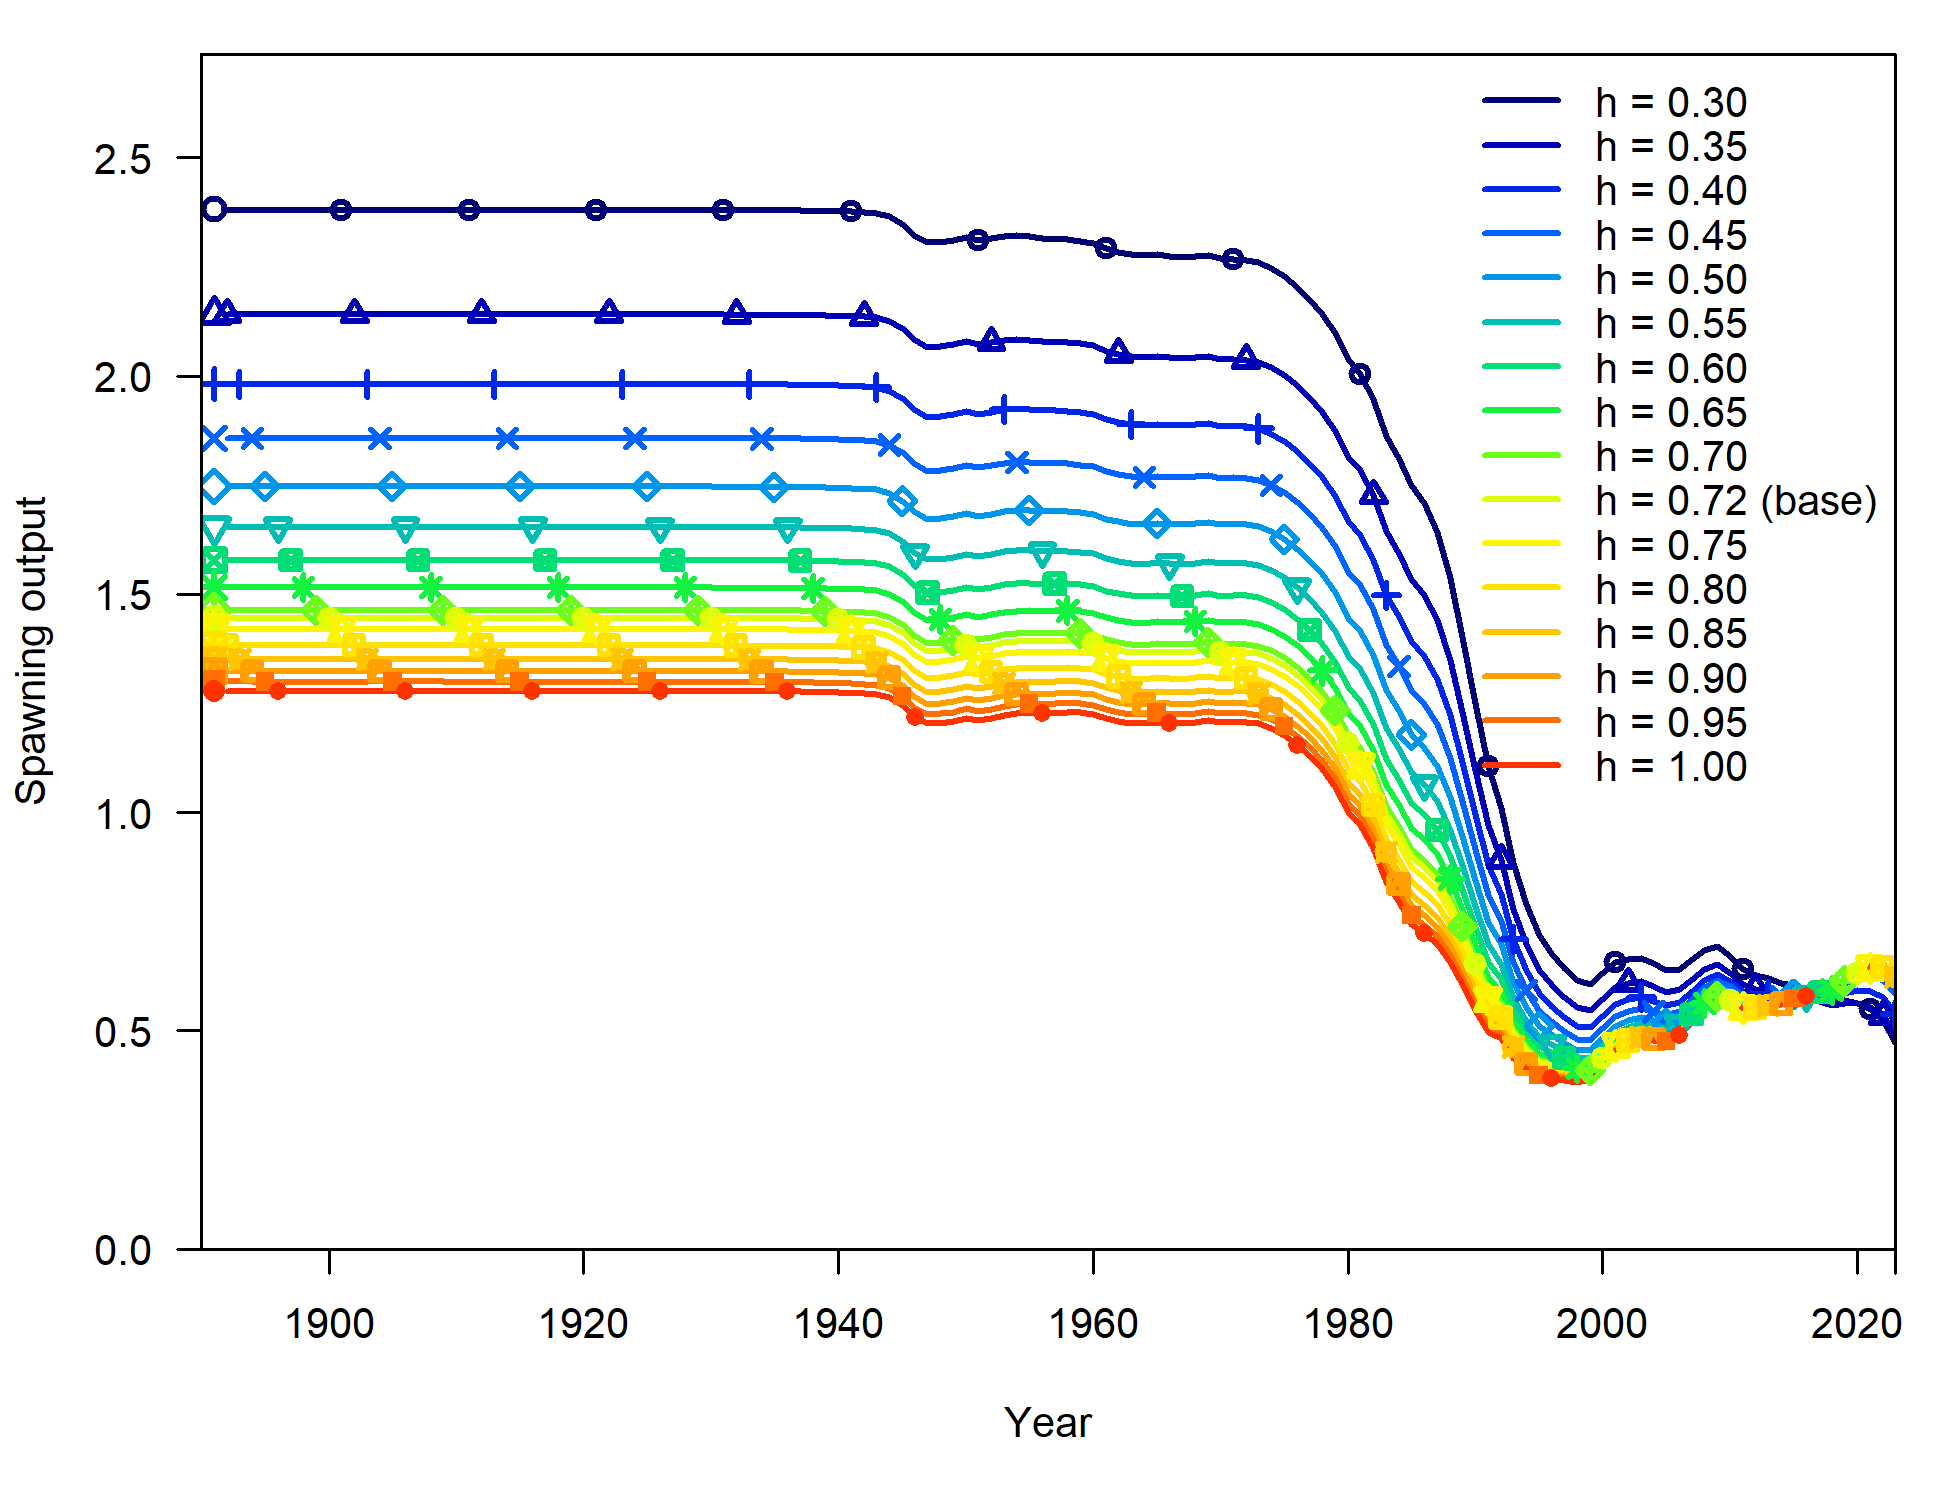 h = 0.30
h = 0.35
h = 0.40
h = 0.45
h = 0.50
h = 0.55
h = 0.60
h = 0.65
h = 0.70
h = 0.72 (base)
h = 0.75
h = 0.80
h = 0.85
h = 0.90
h = 0.95
h = 1.00
2.5
2.0
1.5
1.0
0.5
0.0
Spawning output
1900 1920 1940 1960 1980 2000 2020
Year